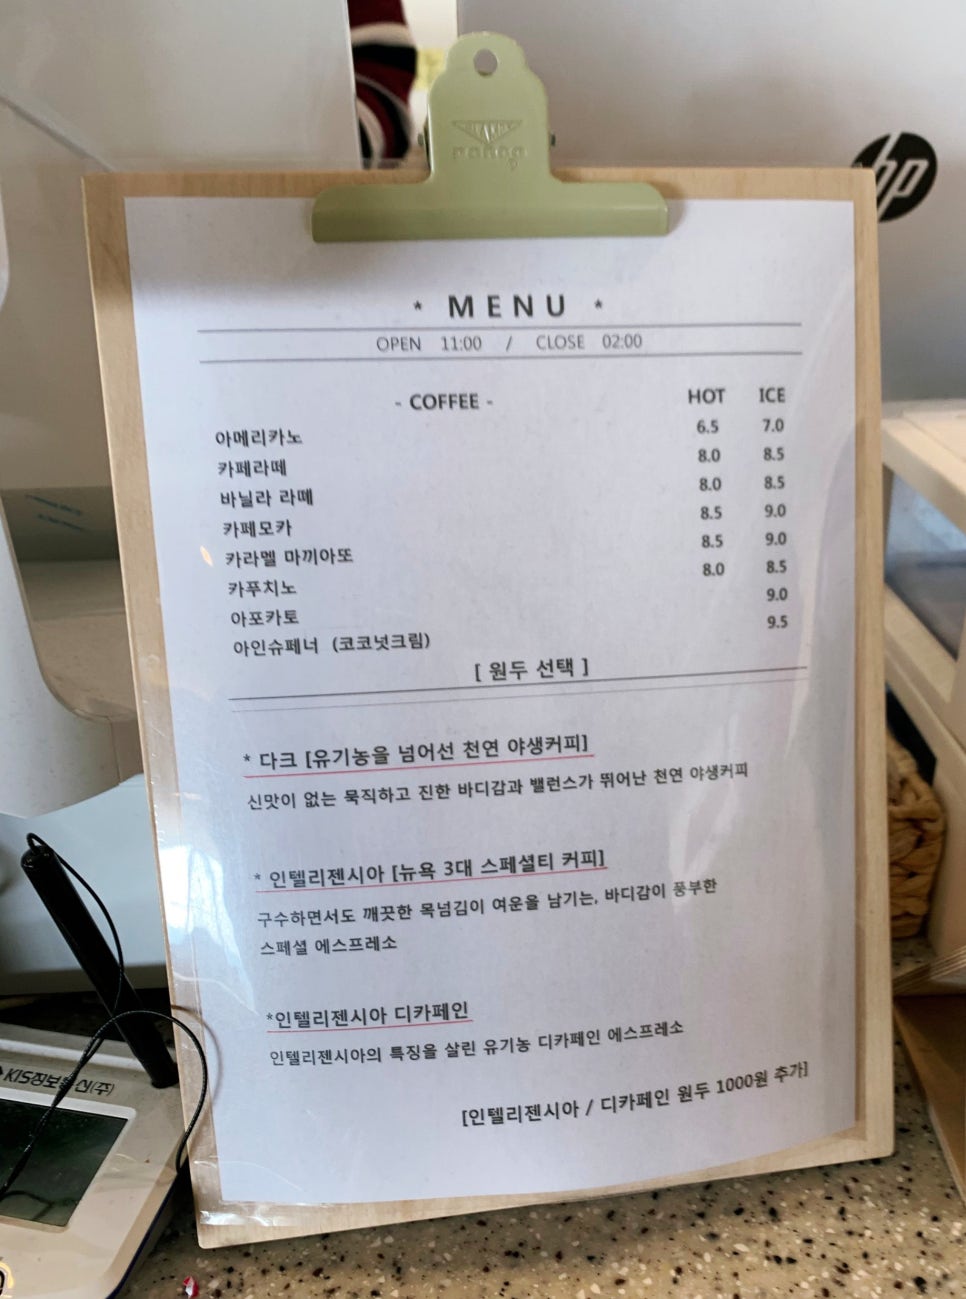 * MENU *
OPEN 11:00 / CLOSE 02:00
- COFFEE - HOT ICE
아메리카노 6.5 7.0
카페라떼 8.0 8.5
바닐라 라떼 8.0 8.5
카페모카 8.5 9.0
카라멜 마끼아또 8.5 9.0
카푸치노 8.0 8.5
아포카토 9.0
아인슈페너 (코코넛크림) 9.5
[ 원두 선택 ]
* 다크 [유기농을 넘어선 천연 야생커피]
신맛이 없는 묵직하고 진한 바디감과 밸런스가 뛰어난 천연 야생커피
* 인텔리젠시아 [뉴욕 3대 스페셜티 커피]
구수하면서도 깨끗한 목넘김이 여운을 남기는, 바디감이 풍부한
스페셜 에스프레소
*인텔리젠시아 디카페인
인텔리젠시아의 특징을 살린 유기농 디카페인 에스프레소
[인텔리젠시아 / 디카페인 원두 1000원 추가]
hp
KIS정보통신(주)